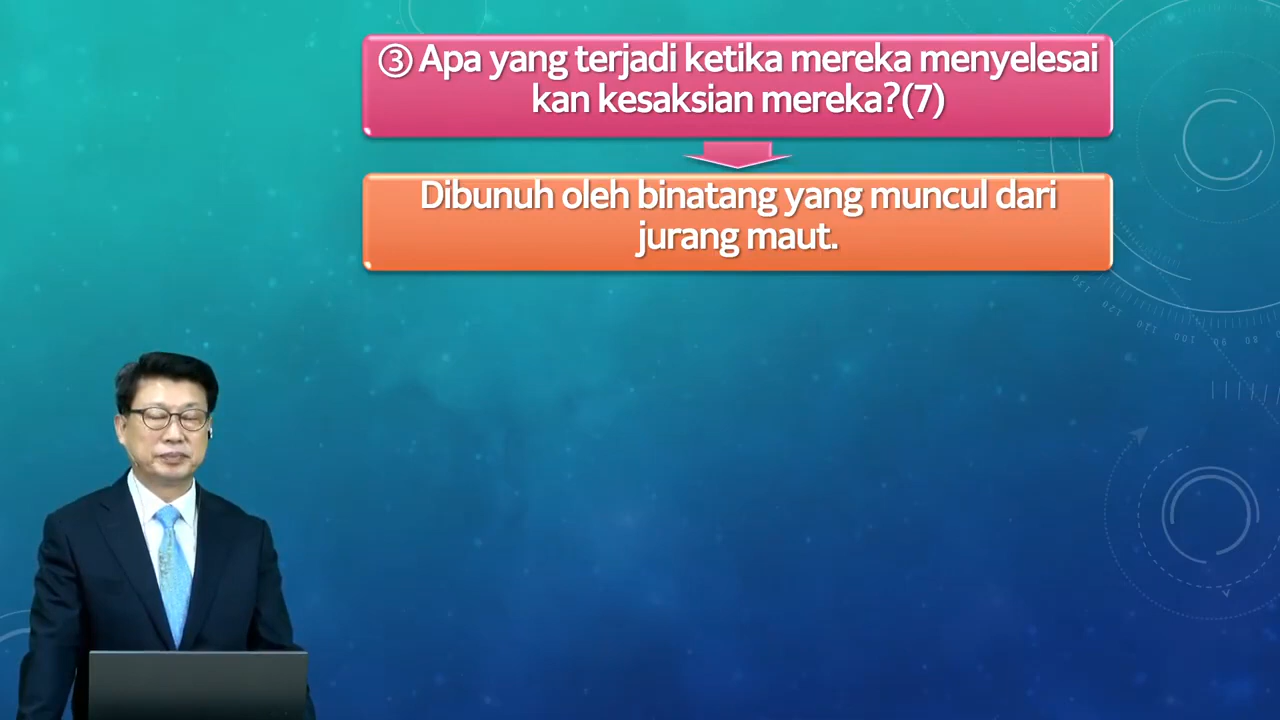 ③ Apa yang terjadi ketika mereka menyelesai
kan kesaksian mereka?(7)
Dibunuh oleh binatang yang muncul dari
jurang maut.